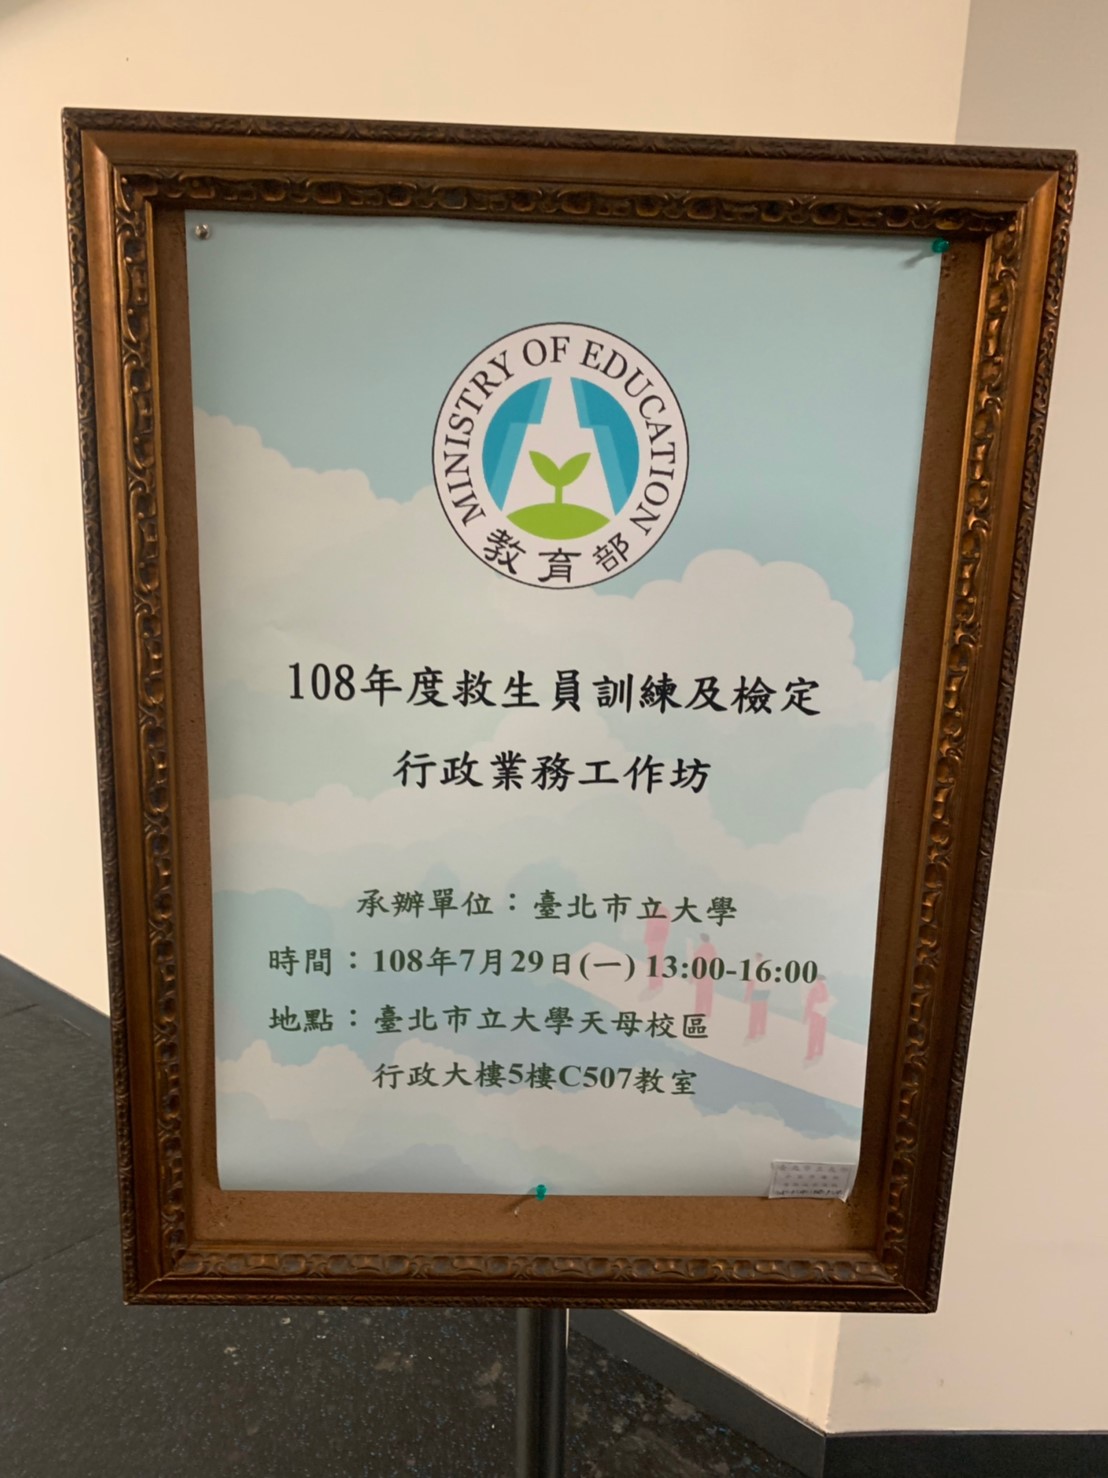 MINISTRY OF EDUCATION
教育部
108年度救生員訓練及檢定
行政業務工作坊
承辦單位：臺北市立大學
時間：108年7月29日(一) 13:00-16:00
地點：臺北市立大學天母校區
行政大樓5樓C507教室